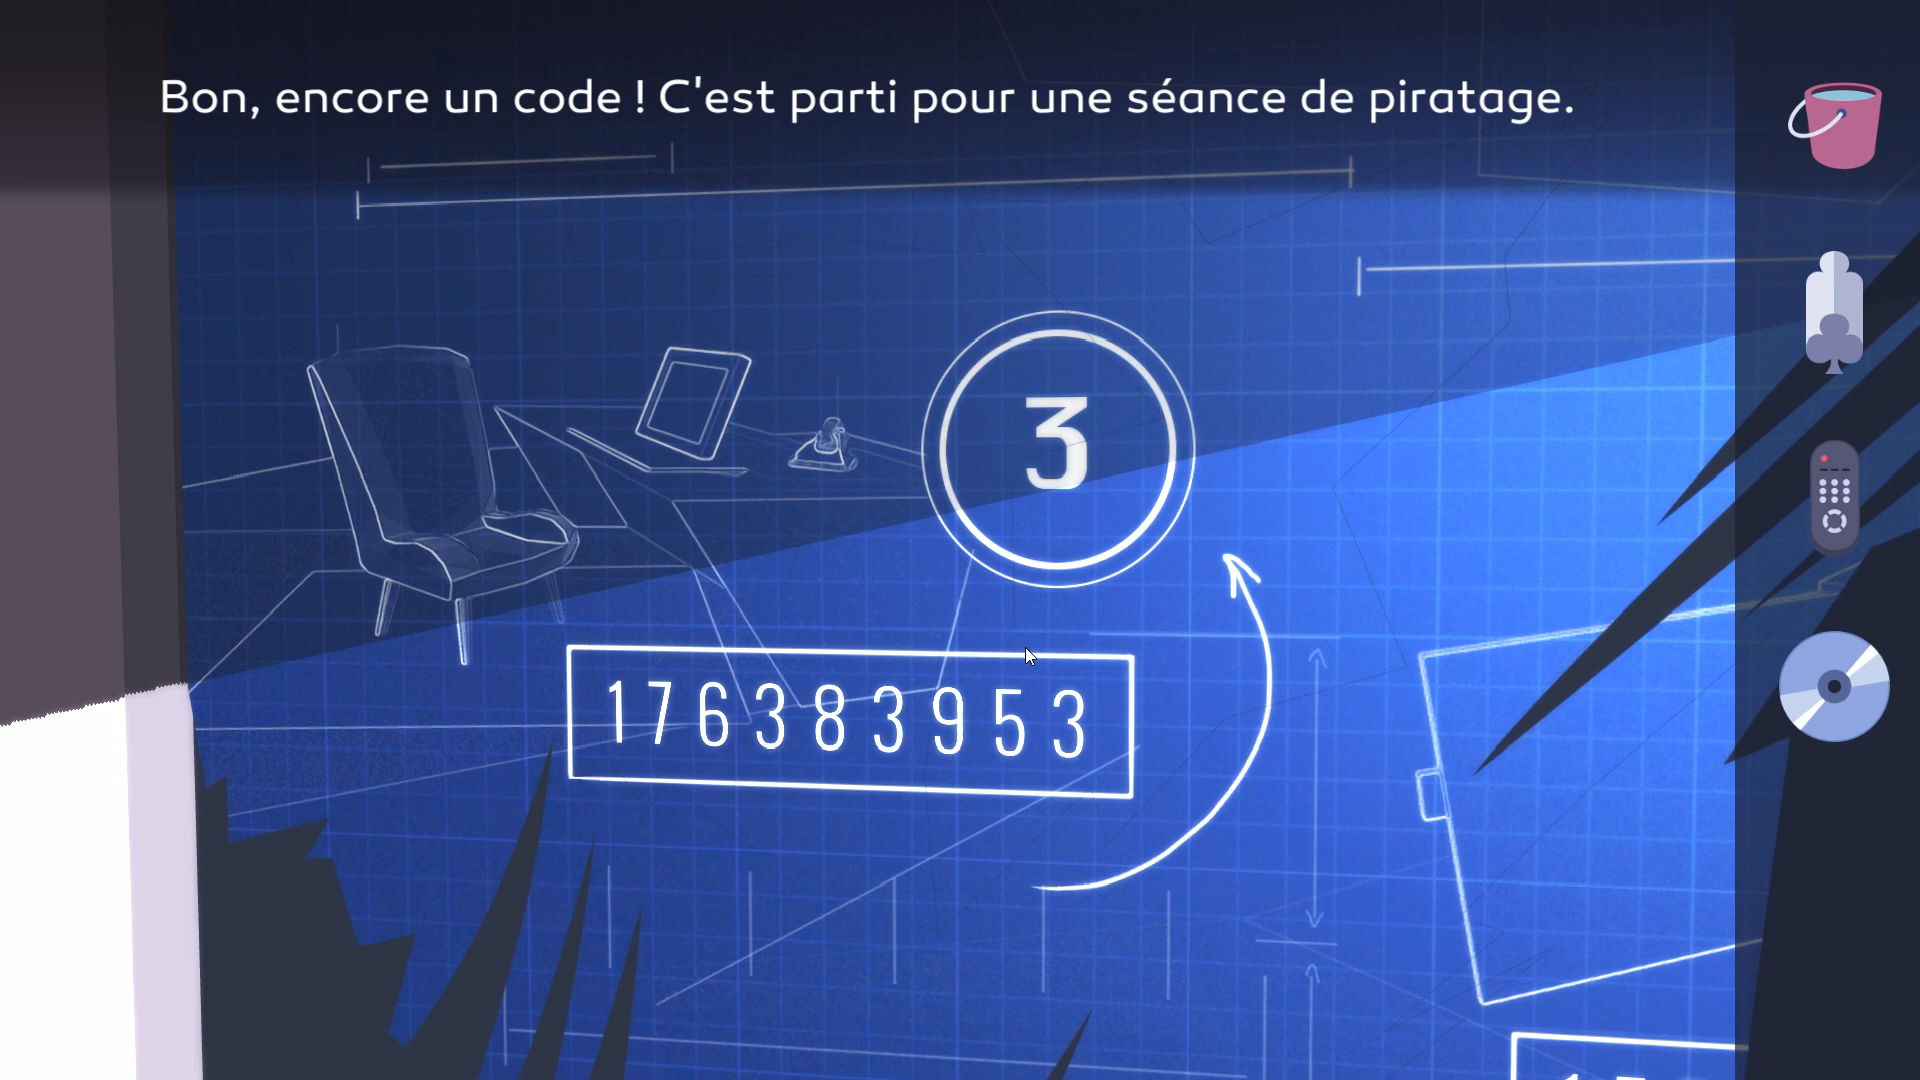 Bon, encore un code ! C'est parti pour une séance de piratage.
3
176383953